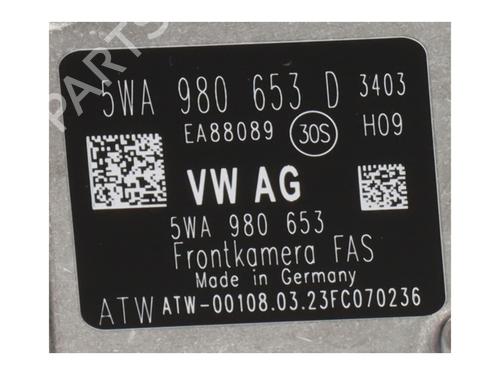 5WA 980 653 D 3403
EA88089 30S H09
VW AG
5WA 980 653
Frontkamera FAS
Made in Germany
ATW ATW-00108.03.23FC070236